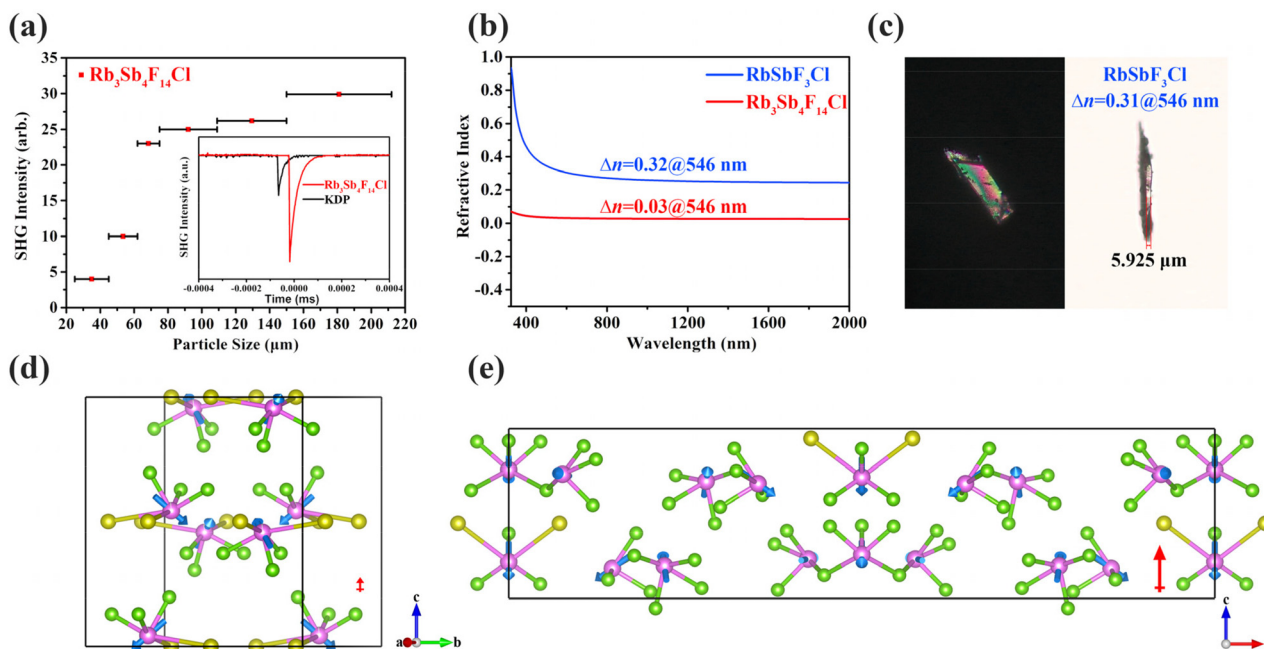 (a)
35
30
25
20
15
10
5
0
SHG Intensity (arb.)
Rb₃Sb₄F₁₄Cl
SHG Intensity (a.u.)
Rb₃Sb₄F₁₄Cl
KDP
-0.0004 -0.0002 0.0000 0.0002 0.0004
Time (ms)
20 40 60 80 100 120 140 160 180 200 220
Particle Size (μm)
(b)
1.0
0.8
0.6
0.4
0.2
0.0
-0.2
-0.4
Refractive Index
RbSbF₃Cl
Rb₃Sb₄F₁₄Cl
Δn=0.32@546 nm
Δn=0.03@546 nm
400 800 1200 1600 2000
Wavelength (nm)
(c)
RbSbF₃Cl
Δn=0.31@546 nm
5.925 μm
(d)
c
a
b
(e)
c